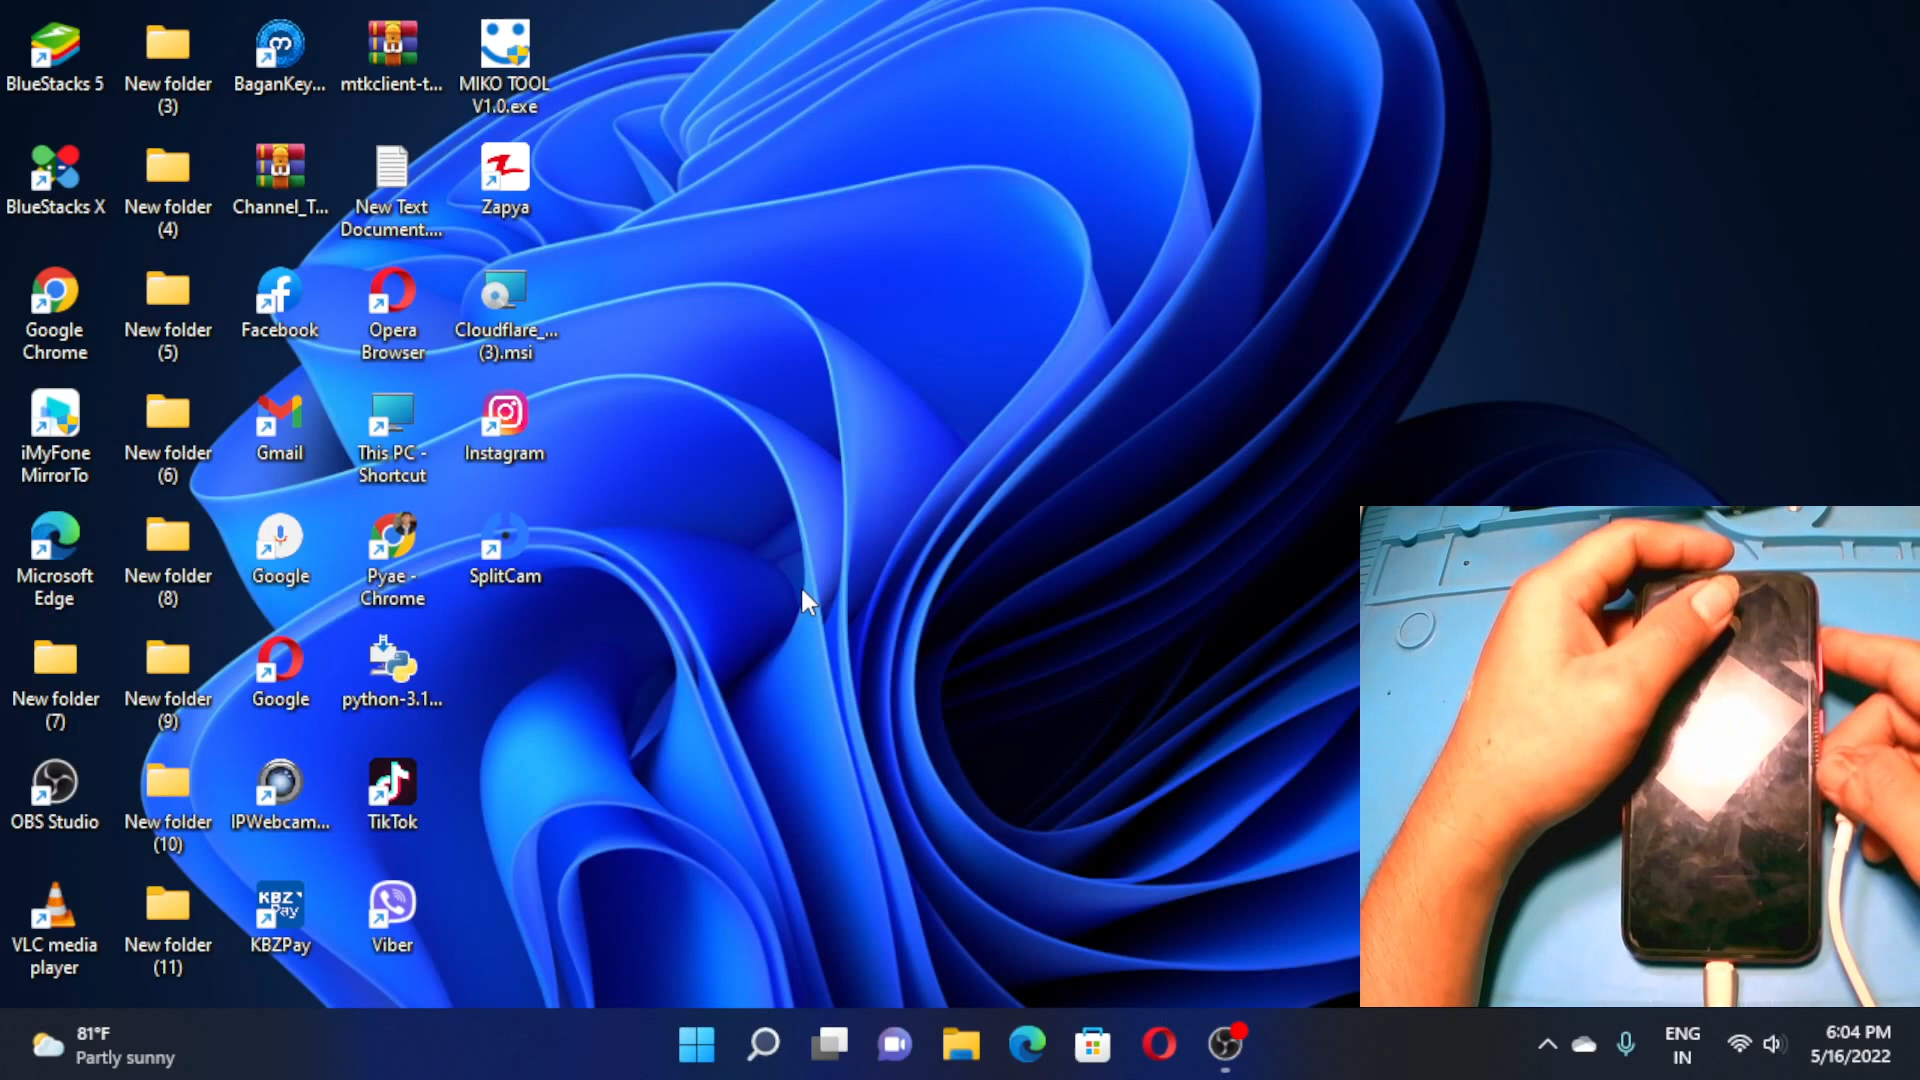 BlueStacks 5
New folder
(3)
BaganKey...
mtkclient-t...
MIKO TOOL
V1.0.exe
BlueStacks X
New folder
(4)
Channel_T...
New Text
Document....
Zapya
Google
Chrome
New folder
(5)
Facebook
Opera
Browser
Cloudflare_...
(3).msi
iMyFone
MirrorTo
New folder
(6)
Gmail
This PC -
Shortcut
Instagram
Microsoft
Edge
New folder
(8)
Google
Pyae -
Chrome
SplitCam
New folder
(7)
New folder
(9)
Google
python-3.1...
OBS Studio
New folder
(10)
IPWebcam...
TikTok
VLC media
player
New folder
(11)
KBZ
Pay
KBZPay
Viber
81°F
Partly sunny
ENG
IN
6:04 PM
5/16/2022